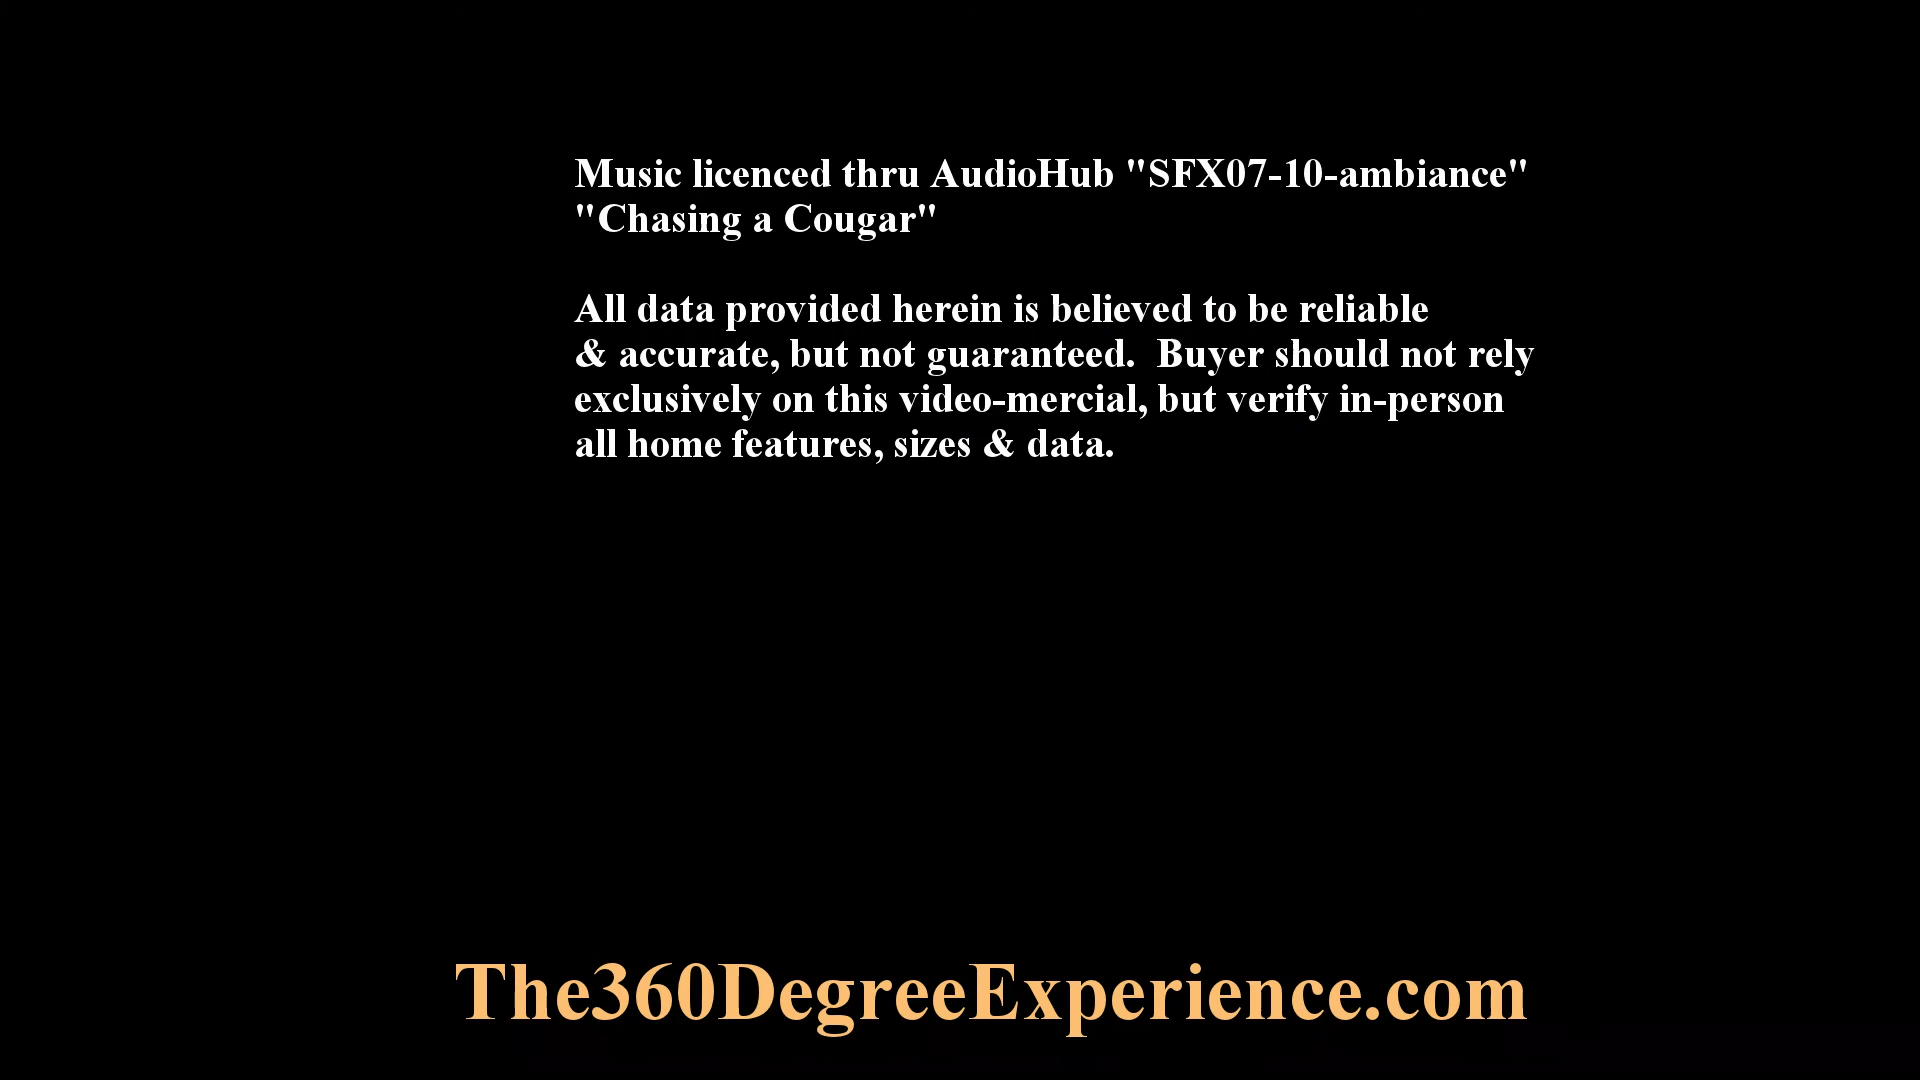 Music licenced thru AudioHub "SFX07-10-ambiance"
"Chasing a Cougar"
All data provided herein is believed to be reliable
& accurate, but not guaranteed.  Buyer should not rely
exclusively on this video-mercial, but verify in-person
all home features, sizes & data.
The360DegreeExperience.com